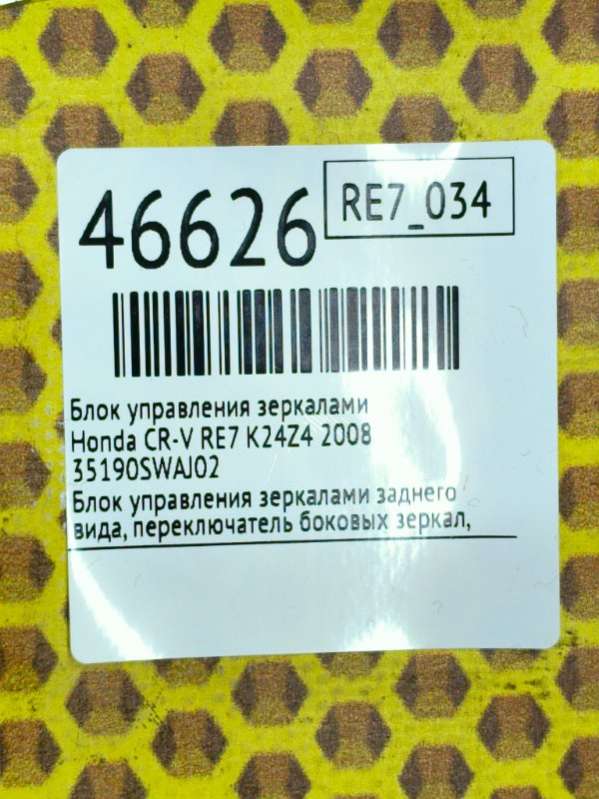 46626
RE7_034
Блок управления зеркалами
Honda CR-V RE7 K24Z4 2008
35190SWAJ02
Блок управления зеркалами заднего
вида, переключатель боковых зеркал,